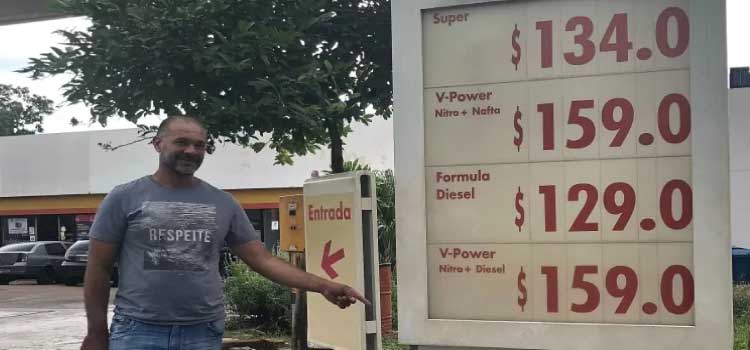 RESPEITE
Entrada
Super
$ 134.0
V-Power
Nitro+ Nafta
$ 159.0
Formula
Diesel
$ 129.0
V-Power
Nitro+ Diesel
$ 159.0